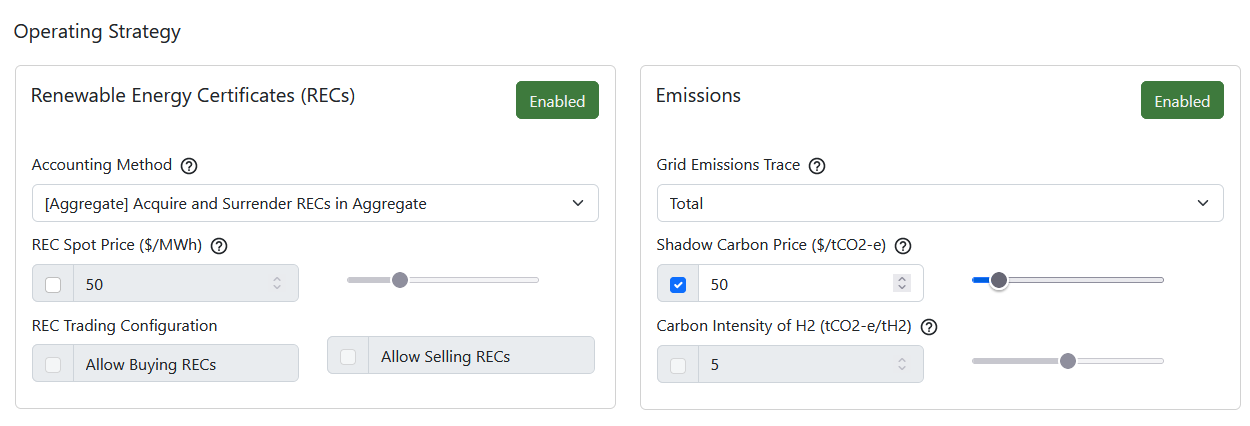 Operating Strategy
Renewable Energy Certificates (RECs)
Enabled
Accounting Method ?
[Aggregate] Acquire and Surrender RECs in Aggregate
REC Spot Price ($/MWh) ?
50
REC Trading Configuration
Allow Buying RECs
Allow Selling RECs
Emissions
Enabled
Grid Emissions Trace ?
Total
Shadow Carbon Price ($/tCO2-e) ?
50
Carbon Intensity of H2 (tCO2-e/tH2) ?
5